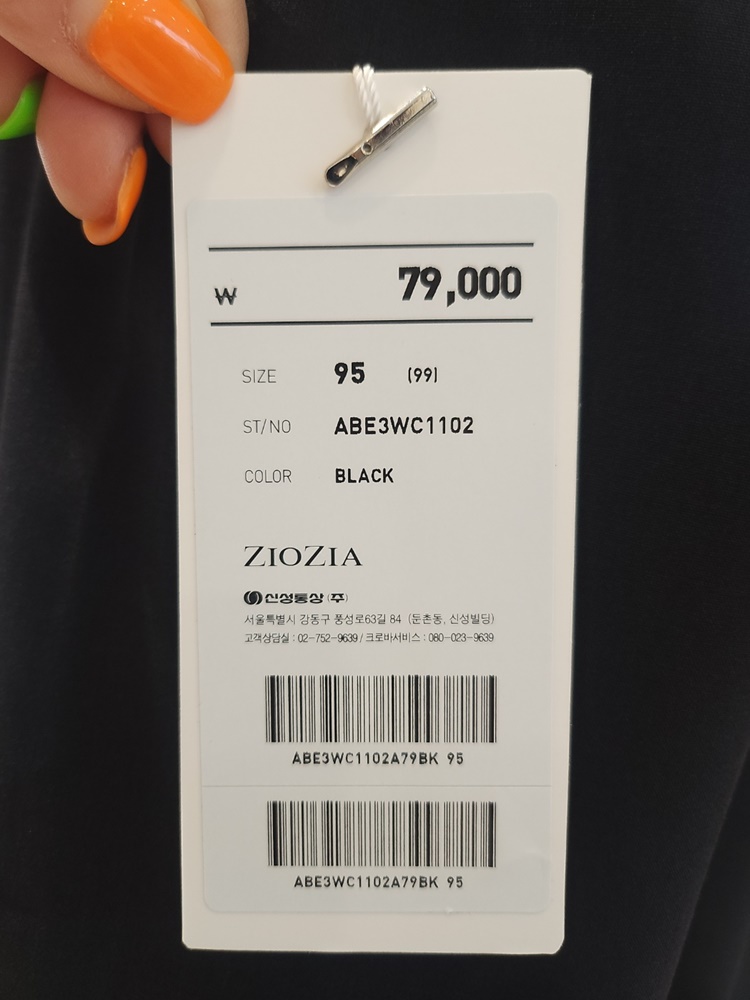 ₩ 79,000
SIZE 95 (99)
ST/NO ABE3WC1102
COLOR BLACK
ZIOZIA
신성통상(주)
서울특별시 강동구 풍성로63길 84 (둔촌동, 신성빌딩)
고객상담실 : 02-752-9639 / 크로바서비스 : 080-023-9639
ABE3WC1102A79BK 95
ABE3WC1102A79BK 95